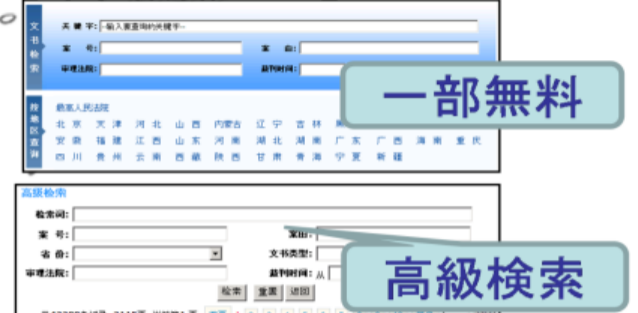 文书检索
关 键 字: --输入要查询的关键字--
案 号: 案 由:
审理法院: 裁判时间:
一部無料
按地区查询
最高人民法院
北 京 天 津 河 北 山 西 内蒙古 辽 宁 吉 林
安 徽 福 建 江 西 山 东 河 南 湖 北 湖 南 广 东 广 西 海 南 重 庆
四 川 贵 州 云 南 西 藏 陕 西 甘 肃 青 海 宁 夏 新 疆
高级检索
检索词:
案 号: 案由:
省 份: 文书类型:
审理法院: 裁判时间: 从
高級検索
检索 重置 返回